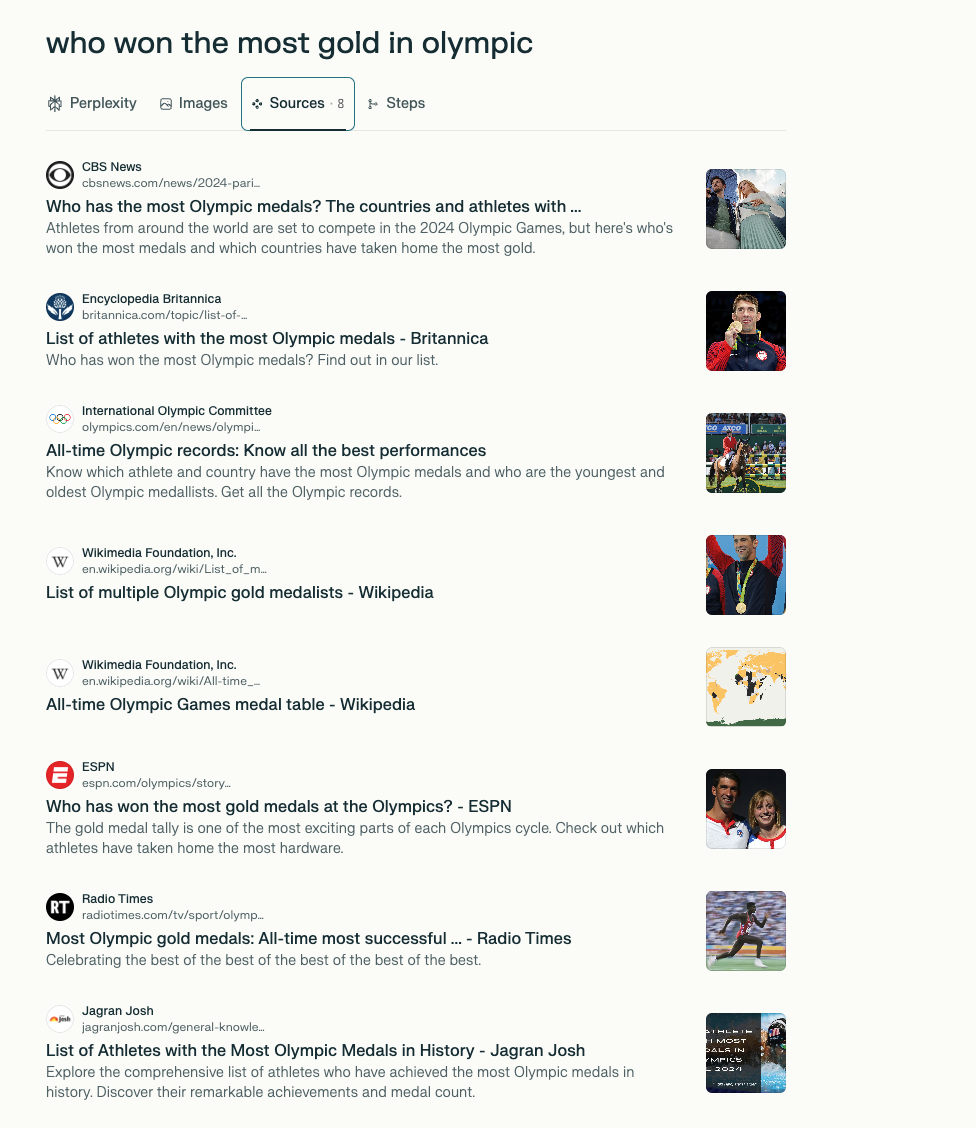 who won the most gold in olympic
Perplexity
Images
Sources · 8
Steps
CBS News
cbsnews.com/news/2024-pari...
Who has the most Olympic medals? The countries and athletes with ...
Athletes from around the world are set to compete in the 2024 Olympic Games, but here's who's
won the most medals and which countries have taken home the most gold.
Encyclopedia Britannica
britannica.com/topic/list-of-...
List of athletes with the most Olympic medals - Britannica
Who has won the most Olympic medals? Find out in our list.
International Olympic Committee
olympics.com/en/news/olympi...
All-time Olympic records: Know all the best performances
Know which athlete and country have the most Olympic medals and who are the youngest and
oldest Olympic medallists. Get all the Olympic records.
W
Wikimedia Foundation, Inc.
en.wikipedia.org/wiki/List_of_m...
List of multiple Olympic gold medalists - Wikipedia
W
Wikimedia Foundation, Inc.
en.wikipedia.org/wiki/All-time_...
All-time Olympic Games medal table - Wikipedia
E
ESPN
espn.com/olympics/story...
Who has won the most gold medals at the Olympics? - ESPN
The gold medal tally is one of the most exciting parts of each Olympics cycle. Check out which
athletes have taken home the most hardware.
RT
Radio Times
radiotimes.com/tv/sport/olymp...
Most Olympic gold medals: All-time most successful ... - Radio Times
Celebrating the best of the best of the best of the best of the best.
josh
Jagran Josh
jagranjosh.com/general-knowle...
List of Athletes with the Most Olympic Medals in History - Jagran Josh
Explore the comprehensive list of athletes who have achieved the most Olympic medals in
history. Discover their remarkable achievements and medal count.
MOST
2024